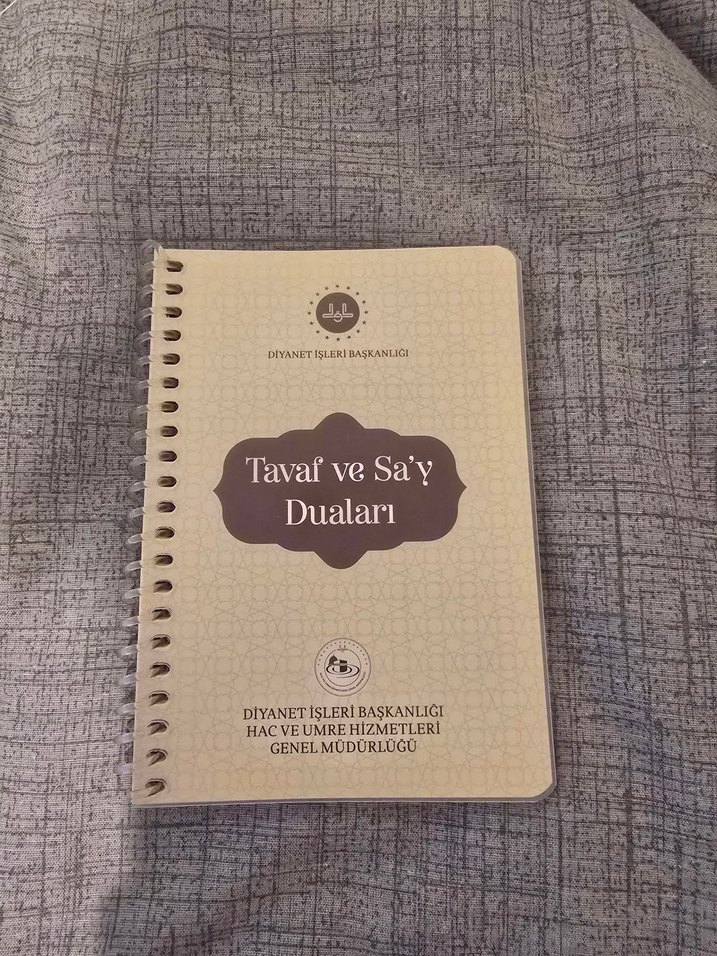 DİYANET İŞLERİ BAŞKANLIĞI
Tavaf ve Sa'y
Duaları
DİYANET İŞLERİ BAŞKANLIĞI
HAC VE UMRE HİZMETLERİ
GENEL MÜDÜRLÜĞÜ